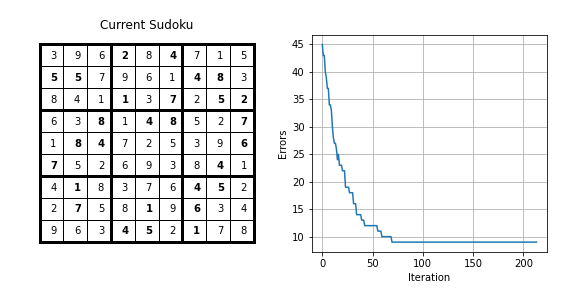 Current Sudoku
3 9 6 2 8 4 7 1 5
5 5 7 9 6 1 4 8 3
8 4 1 1 3 7 2 5 2
6 3 8 1 4 8 5 2 7
1 8 4 7 2 5 3 9 6
7 5 2 6 9 3 8 4 1
4 1 8 3 7 6 4 5 2
2 7 5 8 1 9 6 3 4
9 6 3 4 5 2 1 7 8
Errors
45
40
35
30
25
20
15
10
0 50 100 150 200
Iteration